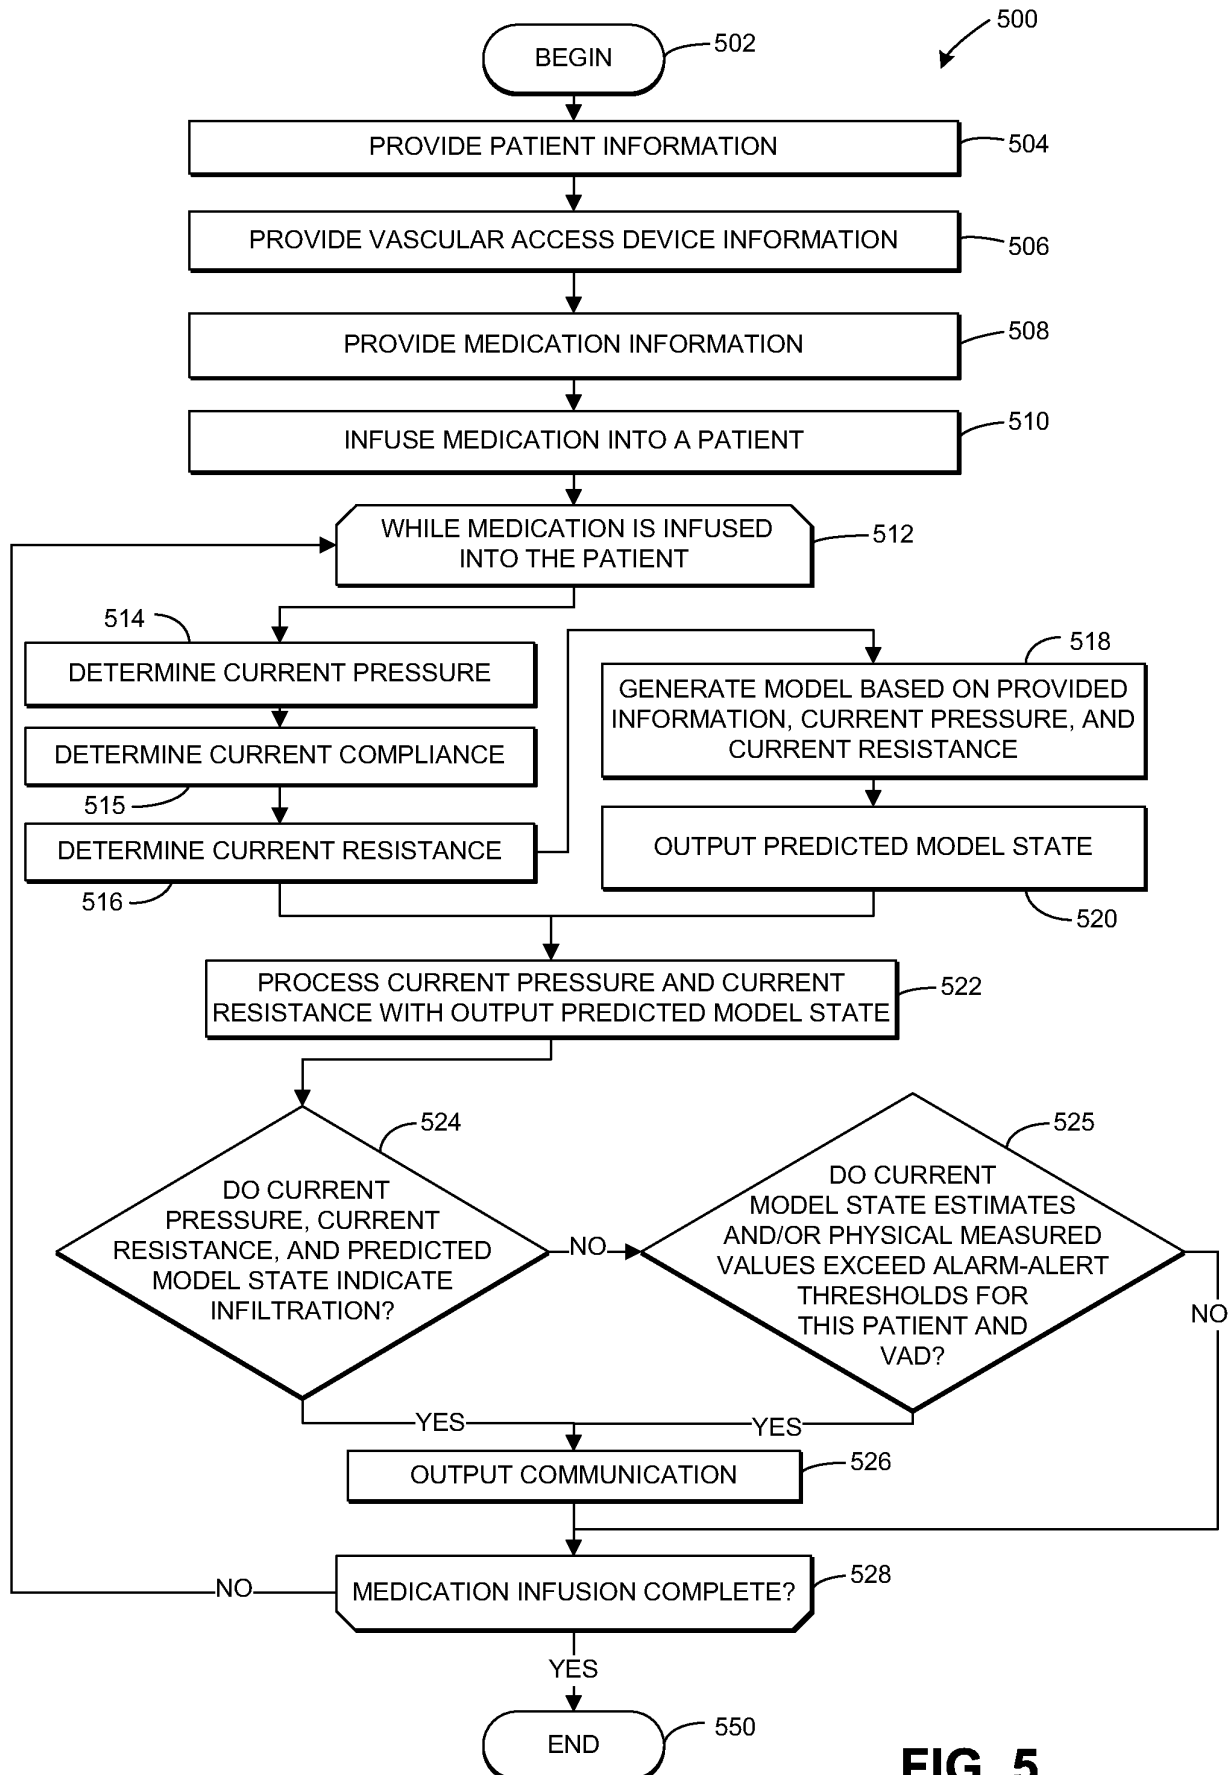 500
BEGIN
502
PROVIDE PATIENT INFORMATION
504
PROVIDE VASCULAR ACCESS DEVICE INFORMATION
506
PROVIDE MEDICATION INFORMATION
508
INFUSE MEDICATION INTO A PATIENT
510
WHILE MEDICATION IS INFUSED
INTO THE PATIENT
512
514
DETERMINE CURRENT PRESSURE
DETERMINE CURRENT COMPLIANCE
515
DETERMINE CURRENT RESISTANCE
516
518
GENERATE MODEL BASED ON PROVIDED
INFORMATION, CURRENT PRESSURE, AND
CURRENT RESISTANCE
OUTPUT PREDICTED MODEL STATE
520
PROCESS CURRENT PRESSURE AND CURRENT
RESISTANCE WITH OUTPUT PREDICTED MODEL STATE
522
524
DO CURRENT
PRESSURE, CURRENT
RESISTANCE, AND PREDICTED
MODEL STATE INDICATE
INFILTRATION?
NO
525
DO CURRENT
MODEL STATE ESTIMATES
AND/OR PHYSICAL MEASURED
VALUES EXCEED ALARM-ALERT
THRESHOLDS FOR
THIS PATIENT AND
VAD?
NO
YES
YES
OUTPUT COMMUNICATION
526
MEDICATION INFUSION COMPLETE?
528
NO
YES
END
550
FIG. 5